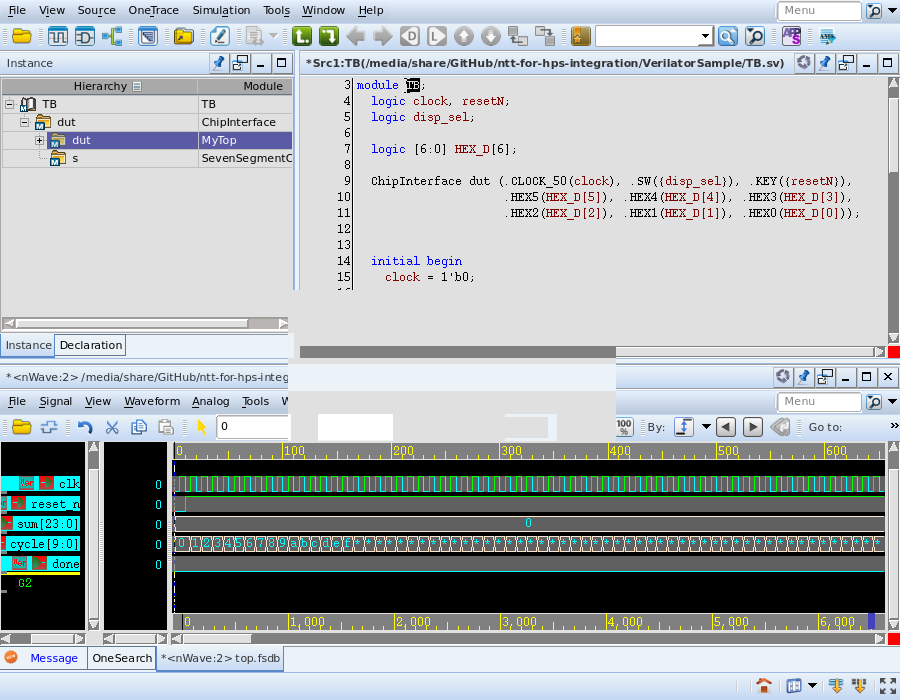 File View Source OneTrace Simulation Tools Window Help Menu
Instance
*Src1:TB(/media/share/GitHub/ntt-for-hps-integration/VerilatorSample/TB.sv)
Hierarchy Module
TB TB
dut ChipInterface
dut MyTop
s SevenSegmentC
3 module TB;
4 logic clock, resetN;
5 logic disp_sel;
6
7 logic [6:0] HEX_D[6];
8
9 ChipInterface dut (.CLOCK_50(clock), .SW({disp_sel}), .KEY({resetN}),
10 .HEX5(HEX_D[5]), .HEX4(HEX_D[4]), .HEX3(HEX_D[3]),
11 .HEX2(HEX_D[2]), .HEX1(HEX_D[1]), .HEX0(HEX_D[0]));
12
13
14 initial begin
15 clock = 1'b0;
Instance Declaration
*<nWave:2> /media/share/GitHub/ntt-for-hps-integ
File Signal View Waveform Analog Tools Menu
0 100 % By: Go to: »
0 100 200 300 400 500 600
clk 0
reset_n 0
sum[23:0] 0 0
cycle[9:0] 0 0 1 2 3 4 5 6 7 8 9 a b c d e f
done 0
G2
0 1,000 2,000 3,000 4,000 5,000 6,000
Message OneSearch *<nWave:2> top.fsdb